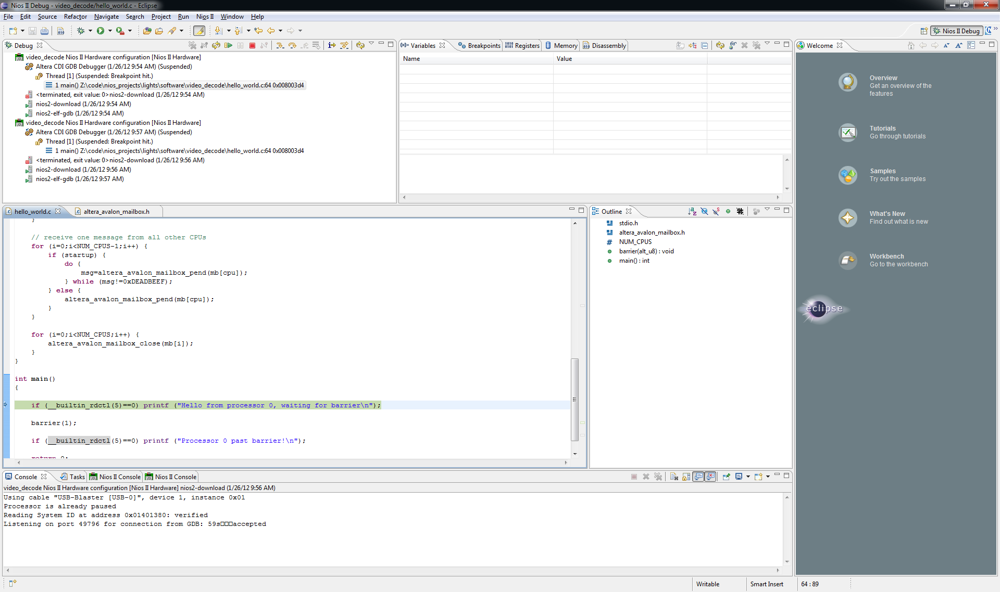 Nios II Debug - video_decode/hello_world.c - Eclipse
File Edit Source Refactor Navigate Search Project Run Nios II Window Help
Nios II Debug
Debug
video_decode Nios II Hardware configuration [Nios II Hardware]
Altera CDI GDB Debugger (1/26/12 9:54 AM) (Suspended)
Thread [1] (Suspended: Breakpoint hit.)
1 main() Z:\code\nios_projects\lights\software\video_decode\hello_world.c:64 0x008003d4
<terminated, exit value: 0>nios2-download (1/26/12 9:54 AM)
nios2-download (1/26/12 9:54 AM)
nios2-elf-gdb (1/26/12 9:54 AM)
video_decode Nios II Hardware configuration [Nios II Hardware]
Altera CDI GDB Debugger (1/26/12 9:57 AM) (Suspended)
Thread [1] (Suspended: Breakpoint hit.)
1 main() Z:\code\nios_projects\lights\software\video_decode\hello_world.c:64 0x008003d4
<terminated, exit value: 0>nios2-download (1/26/12 9:56 AM)
nios2-download (1/26/12 9:56 AM)
nios2-elf-gdb (1/26/12 9:57 AM)
(x)= Variables Breakpoints Registers Memory Disassembly
Name Value
Welcome
Overview
Get an overview of the
features
Tutorials
Go through tutorials
Samples
Try out the samples
What's New
Find out what is new
Workbench
Go to the workbench
eclipse
hello_world.c altera_avalon_mailbox.h
}
// receive one message from all other CPUs
for (i=0;i<NUM_CPUS-1;i++) {
if (startup) {
do {
msg=altera_avalon_mailbox_pend(mb[cpu]);
} while (msg!=0xDEADBEEF);
} else {
altera_avalon_mailbox_pend(mb[cpu]);
}
}
for (i=0;i<NUM_CPUS;i++) {
altera_avalon_mailbox_close(mb[i]);
}
}
int main()
{
if (__builtin_rdctl(5)==0) printf ("Hello from processor 0, waiting for barrier\n");
barrier(1);
if (__builtin_rdctl(5)==0) printf ("Processor 0 past barrier!\n");
return 0;
Outline
stdio.h
altera_avalon_mailbox.h
# NUM_CPUS
barrier(alt_u8) : void
main() : int
Console Tasks Nios II Console Nios II Console
video_decode Nios II Hardware configuration [Nios II Hardware] nios2-download (1/26/12 9:56 AM)
Using cable "USB-Blaster [USB-0]", device 1, instance 0x01
Processor is already paused
Reading System ID at address 0x01401380: verified
Listening on port 49796 for connection from GDB: 59s□□□accepted
Writable Smart Insert 64 : 89